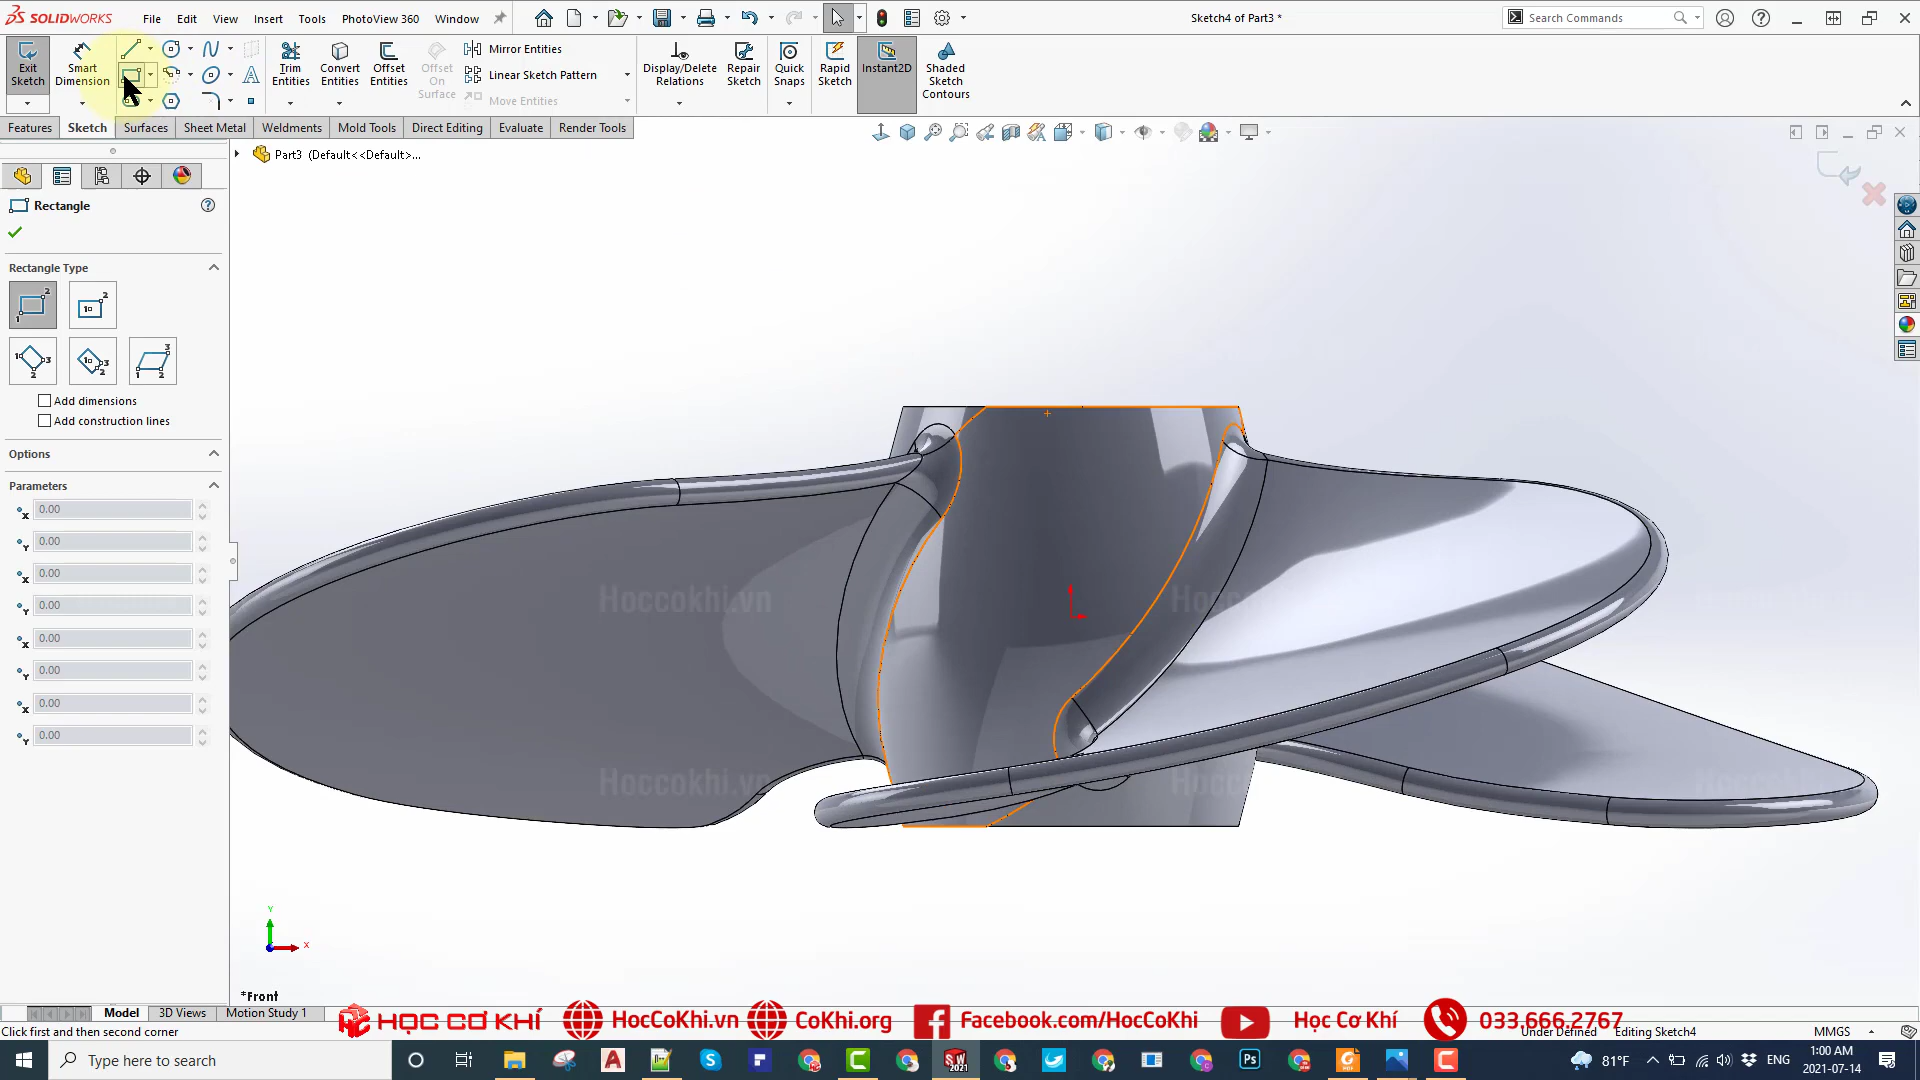 SOLIDWORKS File Edit View Insert Tools PhotoView 360 Window Sketch4 of Part3 * Search Commands
Exit Sketch Smart Dimension Trim Entities Convert Entities Offset Entities Offset On Surface Mirror Entities Linear Sketch Pattern Move Entities Display/Delete Relations Repair Sketch Quick Snaps Rapid Sketch Instant2D Shaded Sketch Contours
Features Sketch Surfaces Sheet Metal Weldments Mold Tools Direct Editing Evaluate Render Tools
Part3 (Default<<Default>...
Rectangle
Rectangle Type
Add dimensions
Add construction lines
Options
Parameters
0.00
0.00
0.00
0.00
0.00
0.00
0.00
0.00
Hoccokhi.vn
Hoccokhi.vn
Y
X
*Front
Model 3D Views Motion Study 1
HỌC CƠ KHÍ HocCoKhi.vn CoKhi.org Facebook.com/HocCoKhi Học Cơ Khí 033.666.2767
Click first and then second corner Under Defined Editing Sketch4 MMGS
Type here to search 81°F ENG 1:00 AM
2021-07-14